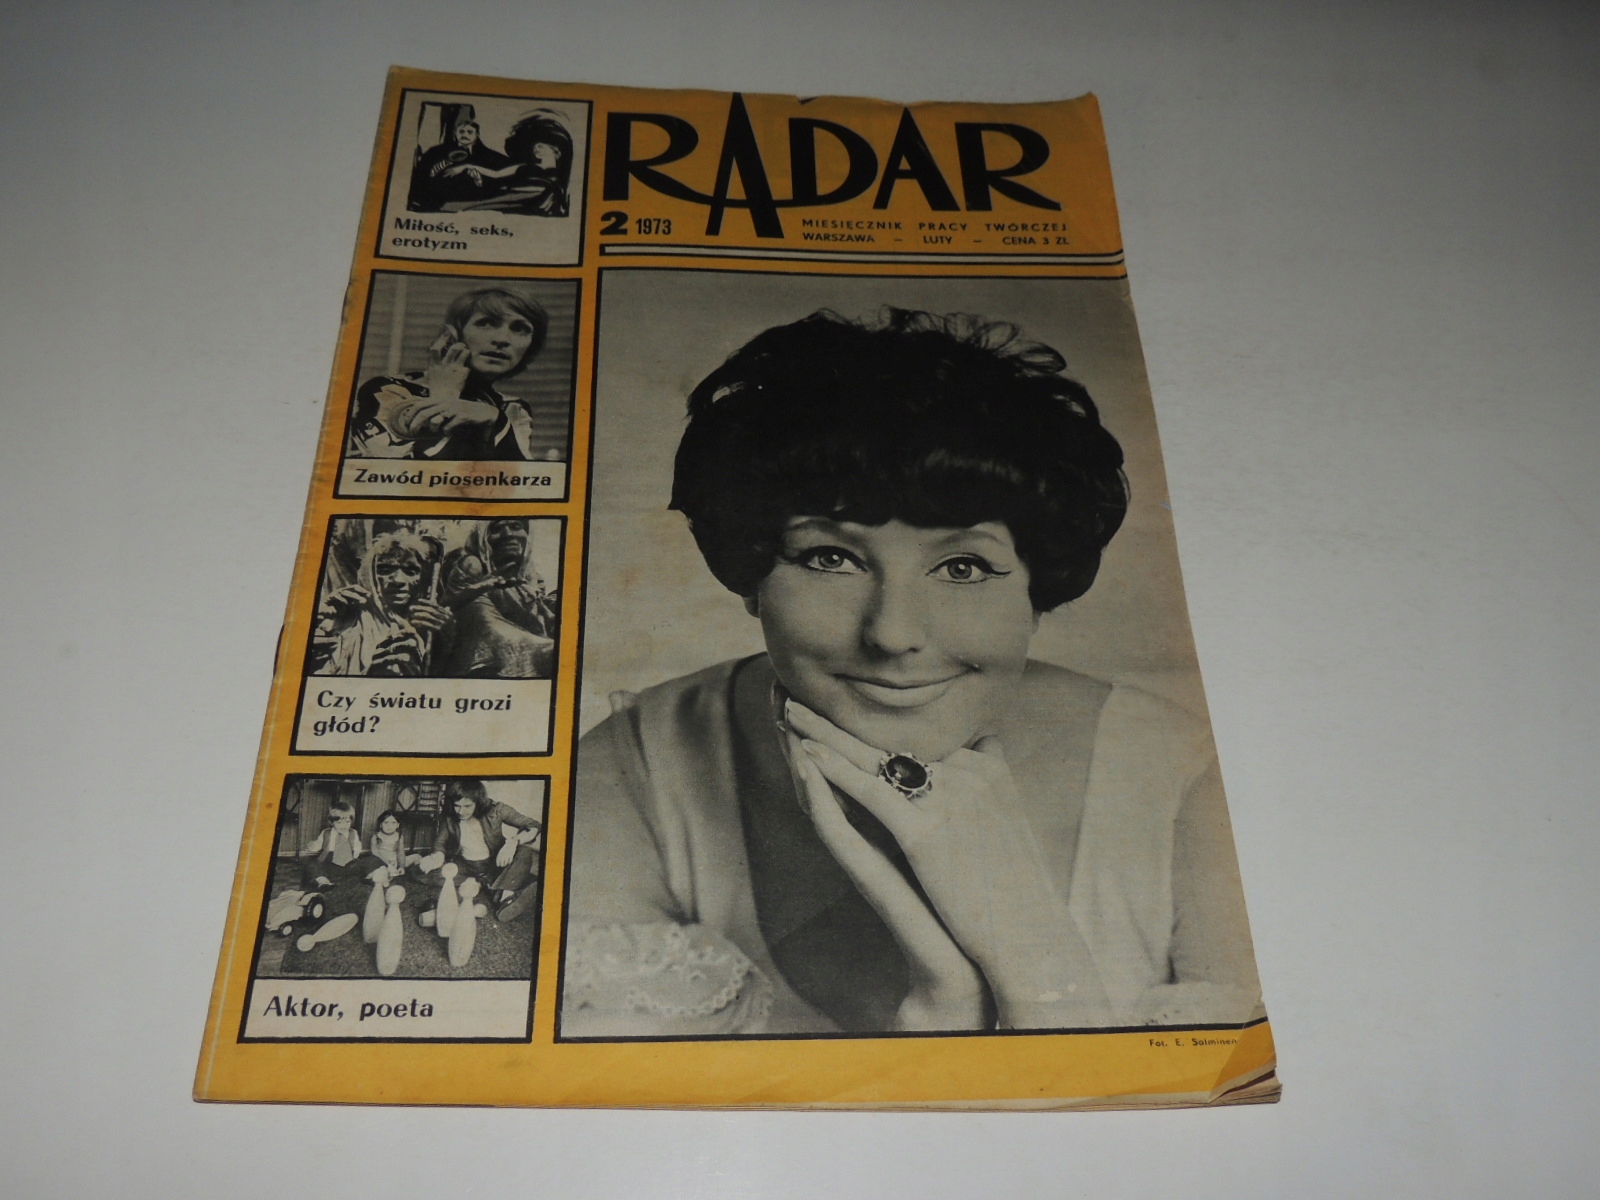 RADAR
2 1973
MIESIĘCZNIK PRACY TWÓRCZEJ
WARSZAWA – LUTY – CENA 3 ZŁ
Miłość, seks,
erotyzm
Zawód piosenkarza
Czy światu grozi
głód?
Aktor, poeta
Fot. E. Salminen